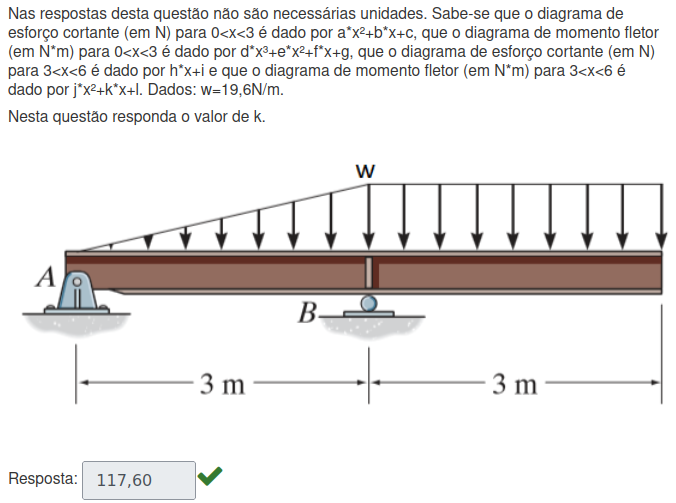 Nas respostas desta questão não são necessárias unidades. Sabe-se que o diagrama de
esforço cortante (em N) para 0<x<3 é dado por a*x²+b*x+c, que o diagrama de momento fletor
(em N*m) para 0<x<3 é dado por d*x³+e*x²+f*x+g, que o diagrama de esforço cortante (em N)
para 3<x<6 é dado por h*x+i e que o diagrama de momento fletor (em N*m) para 3<x<6 é
dado por j*x²+k*x+l. Dados: w=19,6N/m.
Nesta questão responda o valor de k.
w
A
B
3 m
3 m
Resposta: 117,60